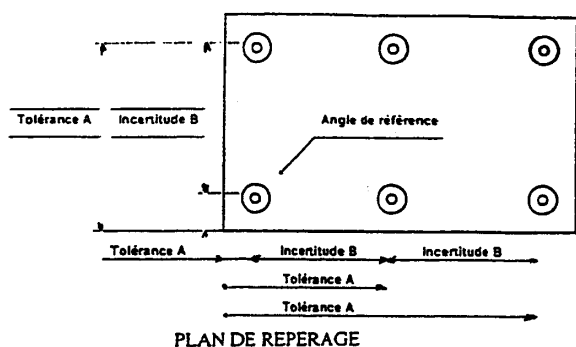 Tolérance A
Incertitude B
Angle de référence
Tolérance A
Incertitude B
Incertitude B
Tolérance A
Tolérance A
PLAN DE REPERAGE